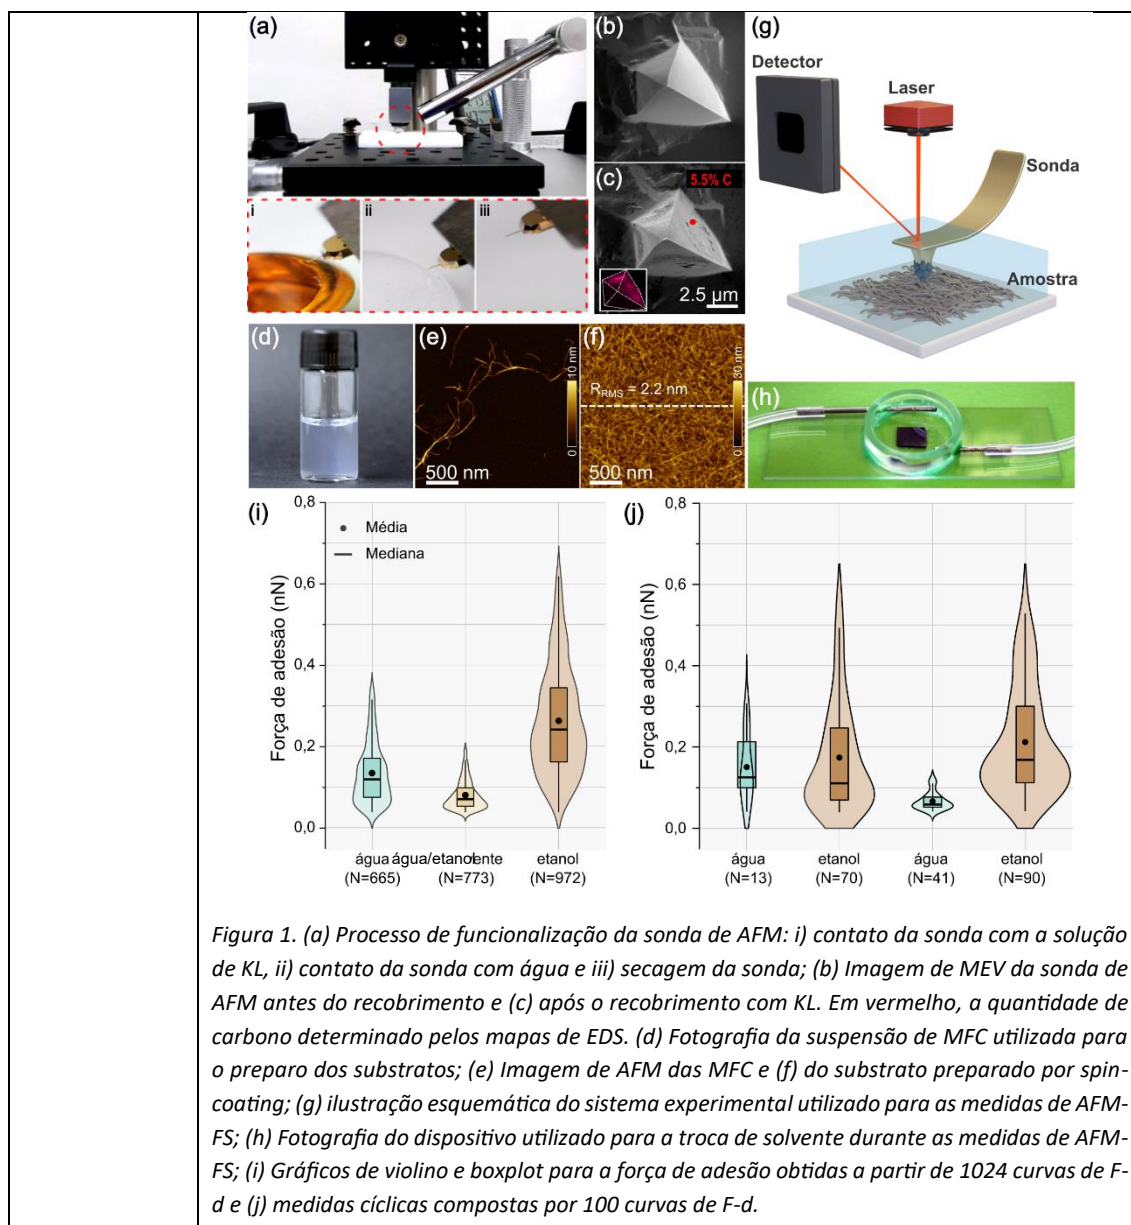 (a)
(b)
(g)
Detector
Laser
Sonda
(c)
5.5% C
i
ii
iii
2.5 µm
Amostra
(d)
(e)
10 nm
0
500 nm
(f)
30 nm
0
R_RMS = 2.2 nm
500 nm
(h)
(i)
0,8
0,6
0,4
0,2
0,0
Força de adesão (nN)
Média
Mediana
água
(N=665)
água/etanol
(N=773)
etanol
(N=972)
(j)
0,8
0,6
0,4
0,2
0,0
Força de adesão (nN)
água
(N=13)
etanol
(N=70)
água
(N=41)
etanol
(N=90)
Figura 1. (a) Processo de funcionalização da sonda de AFM: i) contato da sonda com a solução
de KL, ii) contato da sonda com água e iii) secagem da sonda; (b) Imagem de MEV da sonda de
AFM antes do recobrimento e (c) após o recobrimento com KL. Em vermelho, a quantidade de
carbono determinado pelos mapas de EDS. (d) Fotografia da suspensão de MFC utilizada para
o preparo dos substratos; (e) Imagem de AFM das MFC e (f) do substrato preparado por spin-
coating; (g) ilustração esquemática do sistema experimental utilizado para as medidas de AFM-
FS; (h) Fotografia do dispositivo utilizado para a troca de solvente durante as medidas de AFM-
FS; (i) Gráficos de violino e boxplot para a força de adesão obtidas a partir de 1024 curvas de F-
d e (j) medidas cíclicas compostas por 100 curvas de F-d.